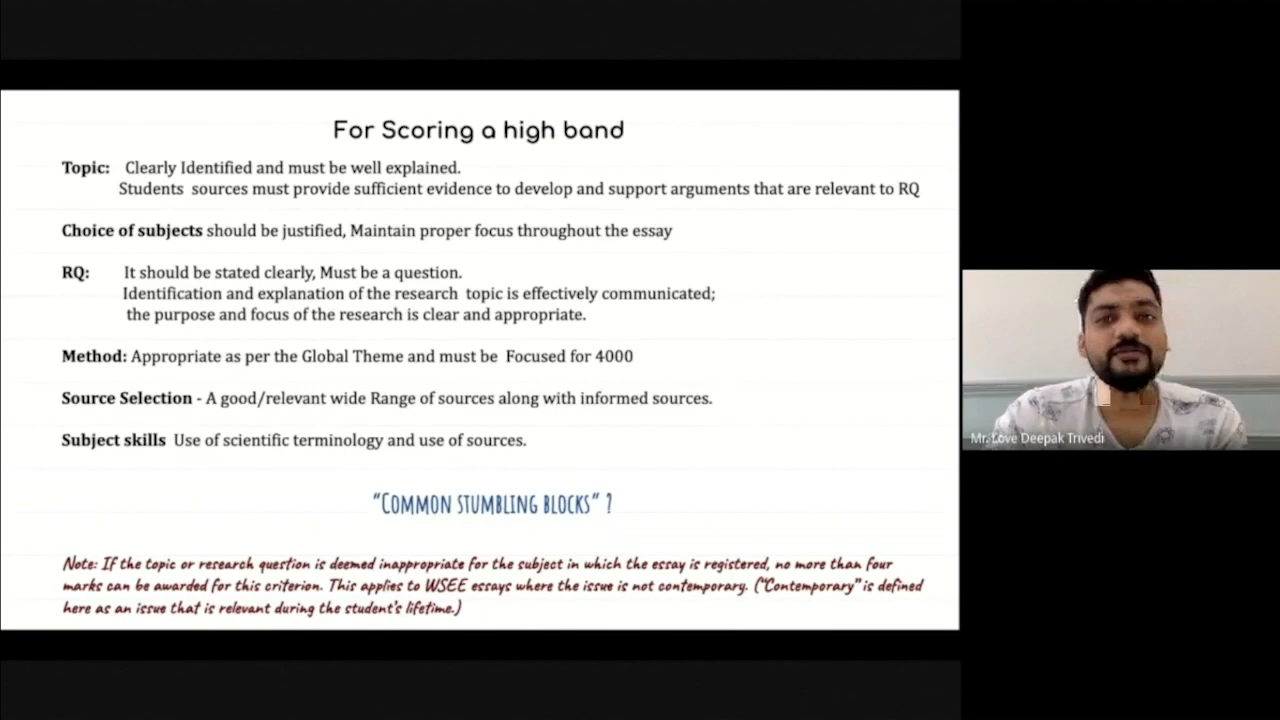 For Scoring a high band
Topic: Clearly Identified and must be well explained.
Students sources must provide sufficient evidence to develop and support arguments that are relevant to RQ
Choice of subjects should be justified, Maintain proper focus throughout the essay
RQ: It should be stated clearly, Must be a question.
Identification and explanation of the research topic is effectively communicated;
the purpose and focus of the research is clear and appropriate.
Method: Appropriate as per the Global Theme and must be Focused for 4000
Source Selection - A good/relevant wide Range of sources along with informed sources.
Subject skills Use of scientific terminology and use of sources.
"Common stumbling blocks" ?
Note: If the topic or research question is deemed inappropriate for the subject in which the essay is registered, no more than four
marks can be awarded for this criterion. This applies to WSEE essays where the issue is not contemporary. ("Contemporary" is defined
here as an issue that is relevant during the student's lifetime.)
Mr. Love Deepak Trivedi